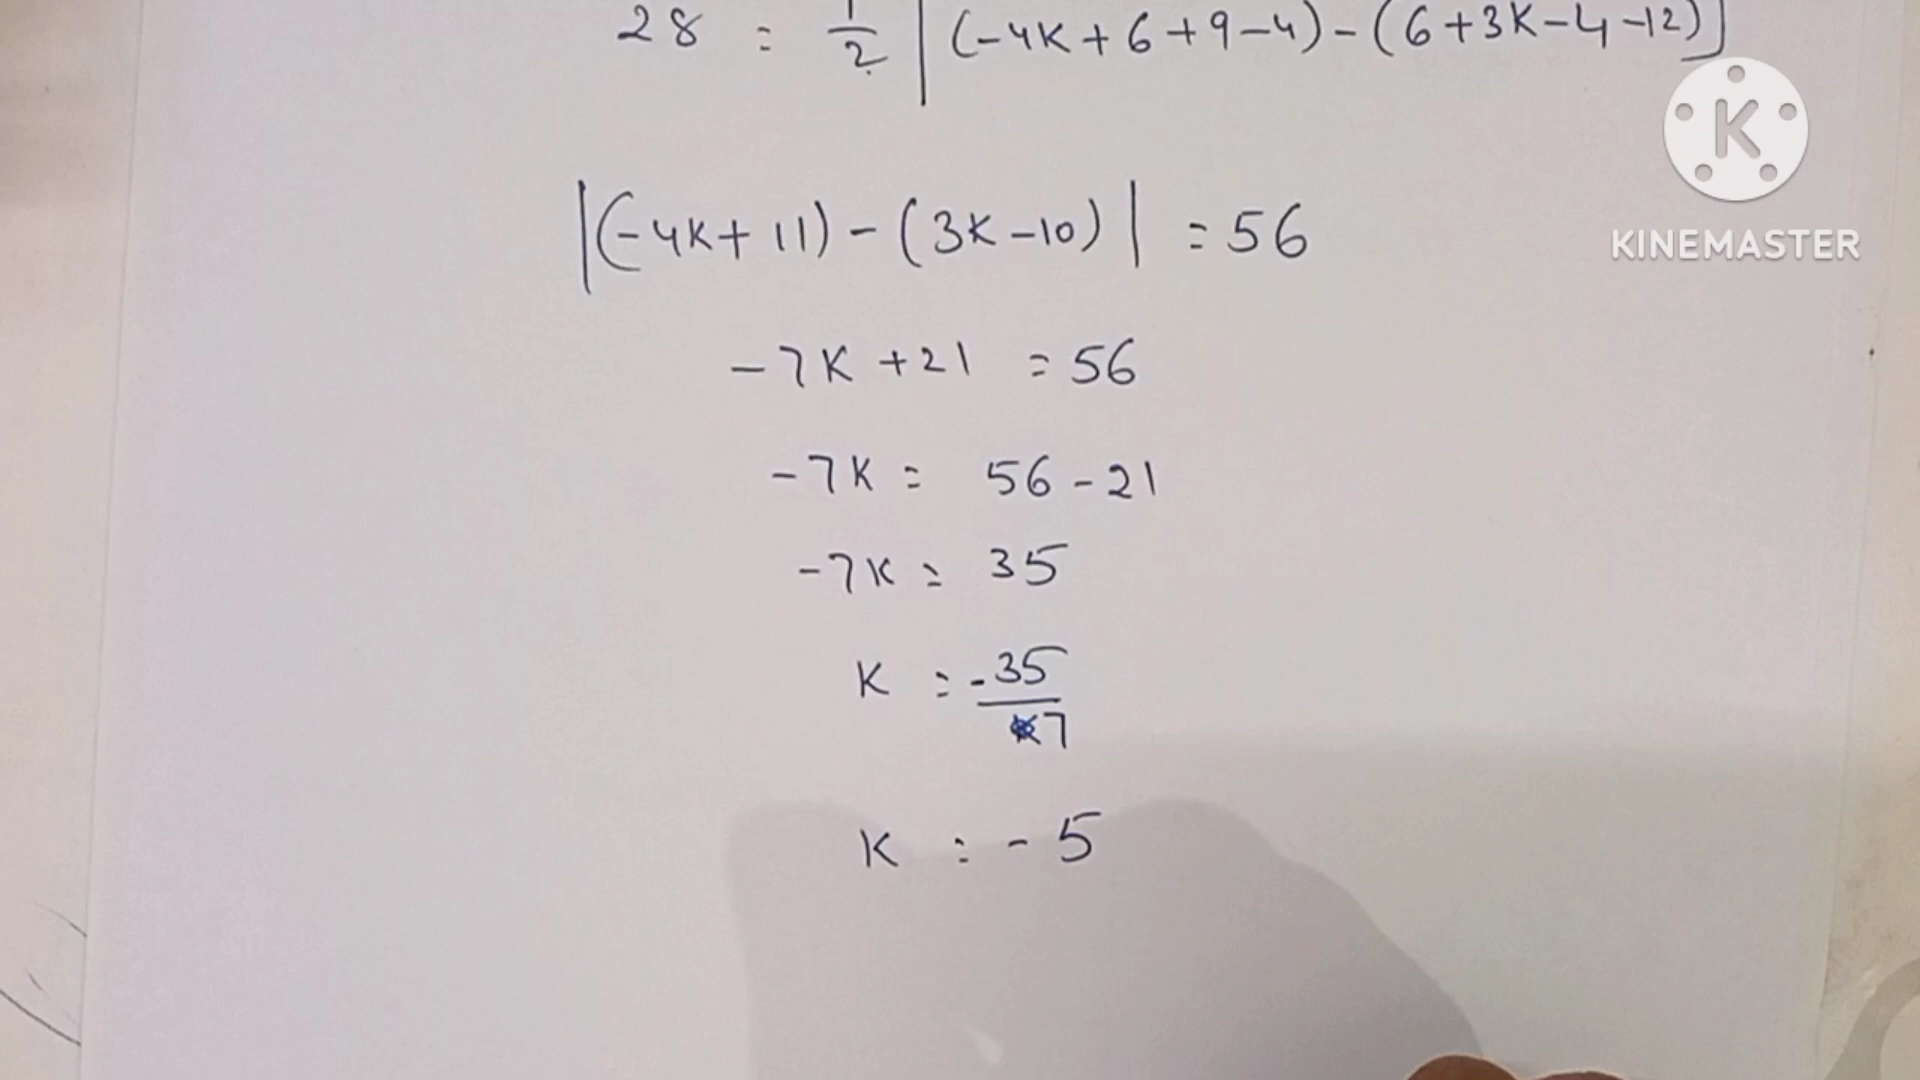 28 = 1/2 |(-4K+6+9-4)-(6+3K-4-12)]
|(-4K+11)-(3K-10)| = 56
-7K+21 = 56
-7K = 56-21
-7K = 35
K = -35/7
K = -5
K
KINEMASTER